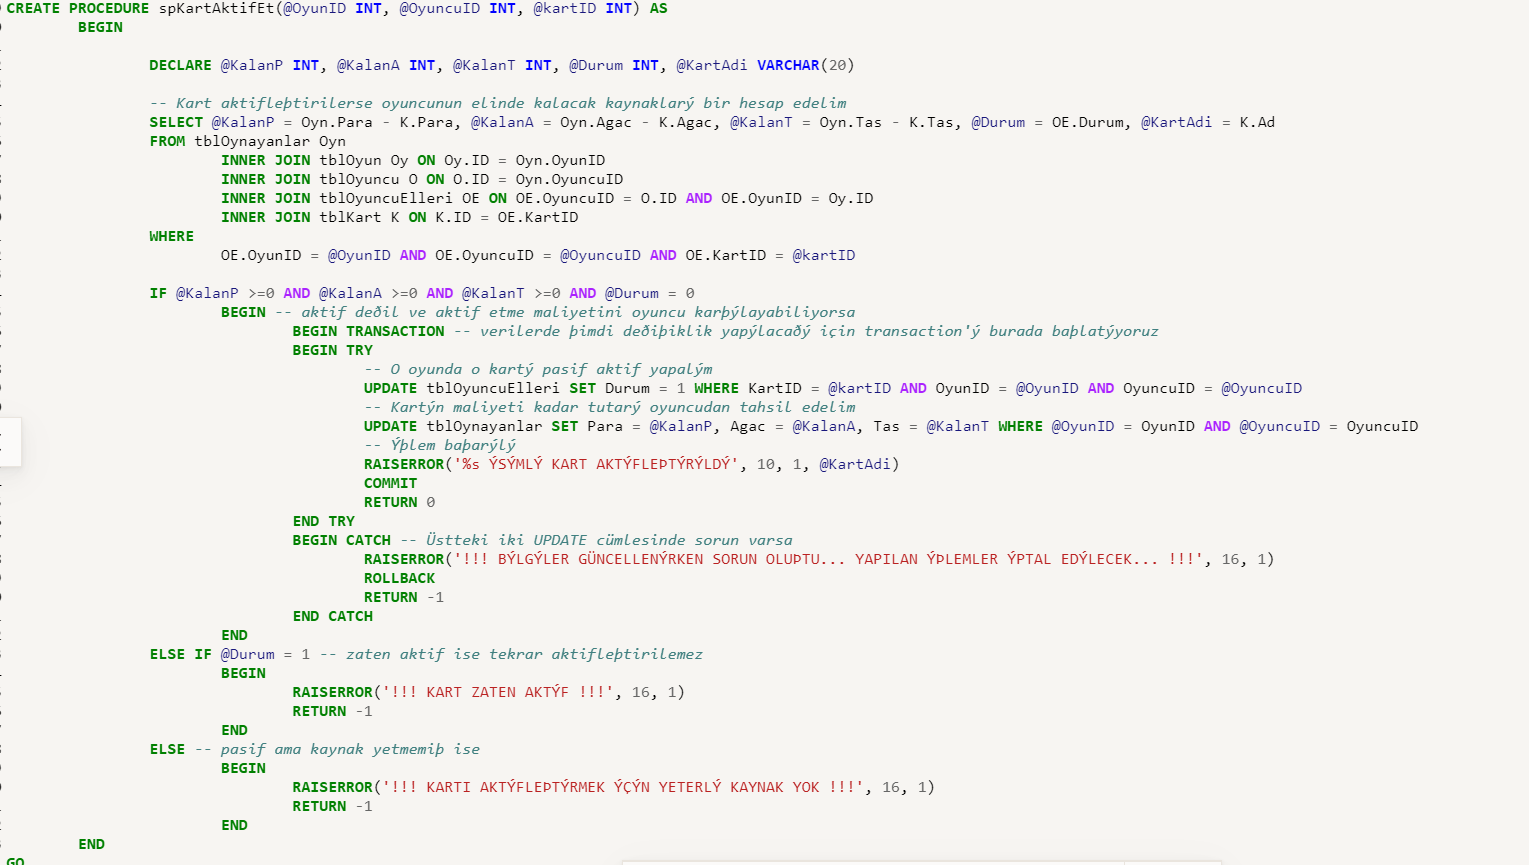 CREATE PROCEDURE spKartAktifEt(@OyunID INT, @OyuncuID INT, @kartID INT) AS
BEGIN
DECLARE @KalanP INT, @KalanA INT, @KalanT INT, @Durum INT, @KartAdi VARCHAR(20)
-- Kart aktifleþtirilerse oyuncunun elinde kalacak kaynaklarý bir hesap edelim
SELECT @KalanP = Oyn.Para - K.Para, @KalanA = Oyn.Agac - K.Agac, @KalanT = Oyn.Tas - K.Tas, @Durum = OE.Durum, @KartAdi = K.Ad
FROM tblOynayanlar Oyn
INNER JOIN tblOyun Oy ON Oy.ID = Oyn.OyunID
INNER JOIN tblOyuncu O ON O.ID = Oyn.OyuncuID
INNER JOIN tblOyuncuElleri OE ON OE.OyuncuID = O.ID AND OE.OyunID = Oy.ID
INNER JOIN tblKart K ON K.ID = OE.KartID
WHERE
OE.OyunID = @OyunID AND OE.OyuncuID = @OyuncuID AND OE.KartID = @kartID
IF @KalanP >=0 AND @KalanA >=0 AND @KalanT >=0 AND @Durum = 0
BEGIN -- aktif deðil ve aktif etme maliyetini oyuncu karþýlayabiliyorsa
BEGIN TRANSACTION -- verilerde þimdi deðiþiklik yapýlacaðý için transaction'ý burada baþlatýyoruz
BEGIN TRY
-- O oyunda o kartý pasif aktif yapalým
UPDATE tblOyuncuElleri SET Durum = 1 WHERE KartID = @kartID AND OyunID = @OyunID AND OyuncuID = @OyuncuID
-- Kartýn maliyeti kadar tutarý oyuncudan tahsil edelim
UPDATE tblOynayanlar SET Para = @KalanP, Agac = @KalanA, Tas = @KalanT WHERE @OyunID = OyunID AND @OyuncuID = OyuncuID
-- Ýþlem baþarýlý
RAISERROR('%s ÝSÝMLÝ KART AKTÝFLEÞTÝRÝLDÝ', 10, 1, @KartAdi)
COMMIT
RETURN 0
END TRY
BEGIN CATCH -- Üstteki iki UPDATE cümlesinde sorun varsa
RAISERROR('!!! BÝLGÝLER GÜNCELLENÝRKEN SORUN OLUÞTU... YAPILAN ÝÞLEMLER ÝPTAL EDÝLECEK... !!!', 16, 1)
ROLLBACK
RETURN -1
END CATCH
END
ELSE IF @Durum = 1 -- zaten aktif ise tekrar aktifleþtirilemez
BEGIN
RAISERROR('!!! KART ZATEN AKTÝF !!!', 16, 1)
RETURN -1
END
ELSE -- pasif ama kaynak yetmemiþ ise
BEGIN
RAISERROR('!!! KARTI AKTÝFLEÞTÝRMEK ÝÇÝN YETERLÝ KAYNAK YOK !!!', 16, 1)
RETURN -1
END
END
GO